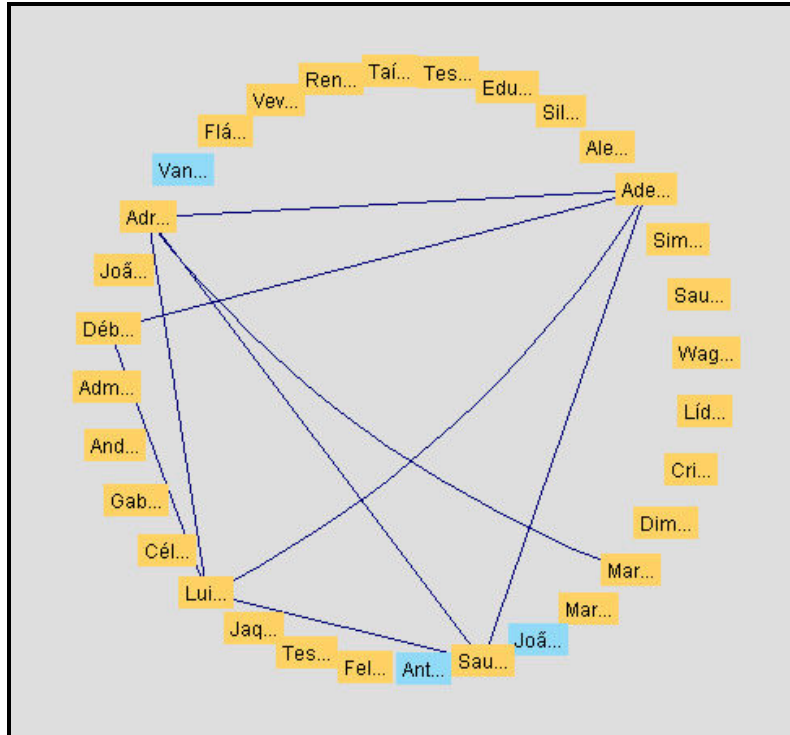 Taí...
Tes...
Ren...
Edu...
Vev...
Sil...
Flá...
Ale...
Van...
Ade...
Adr...
Sim...
Joã...
Sau...
Déb...
Wag...
Adm...
Líd...
And...
Cri...
Gab...
Dim...
Cél...
Mar...
Lui...
Mar...
Jaq...
Joã...
Tes...
Sau...
Fel...
Ant...